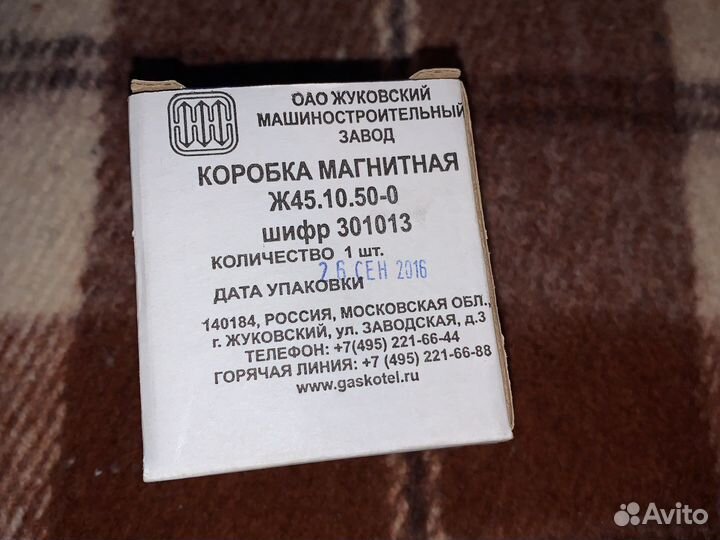 ОАО ЖУКОВСКИЙ
МАШИНОСТРОИТЕЛЬНЫЙ
ЗАВОД
КОРОБКА МАГНИТНАЯ
Ж45.10.50-0
шифр 301013
КОЛИЧЕСТВО 1 шт.
26 СЕН 2016
ДАТА УПАКОВКИ
140184, РОССИЯ, МОСКОВСКАЯ ОБЛ.,
г. ЖУКОВСКИЙ, ул. ЗАВОДСКАЯ, д.3
ТЕЛЕФОН: +7(495) 221-66-44
ГОРЯЧАЯ ЛИНИЯ: +7 (495) 221-66-88
www.gaskotel.ru
Avito